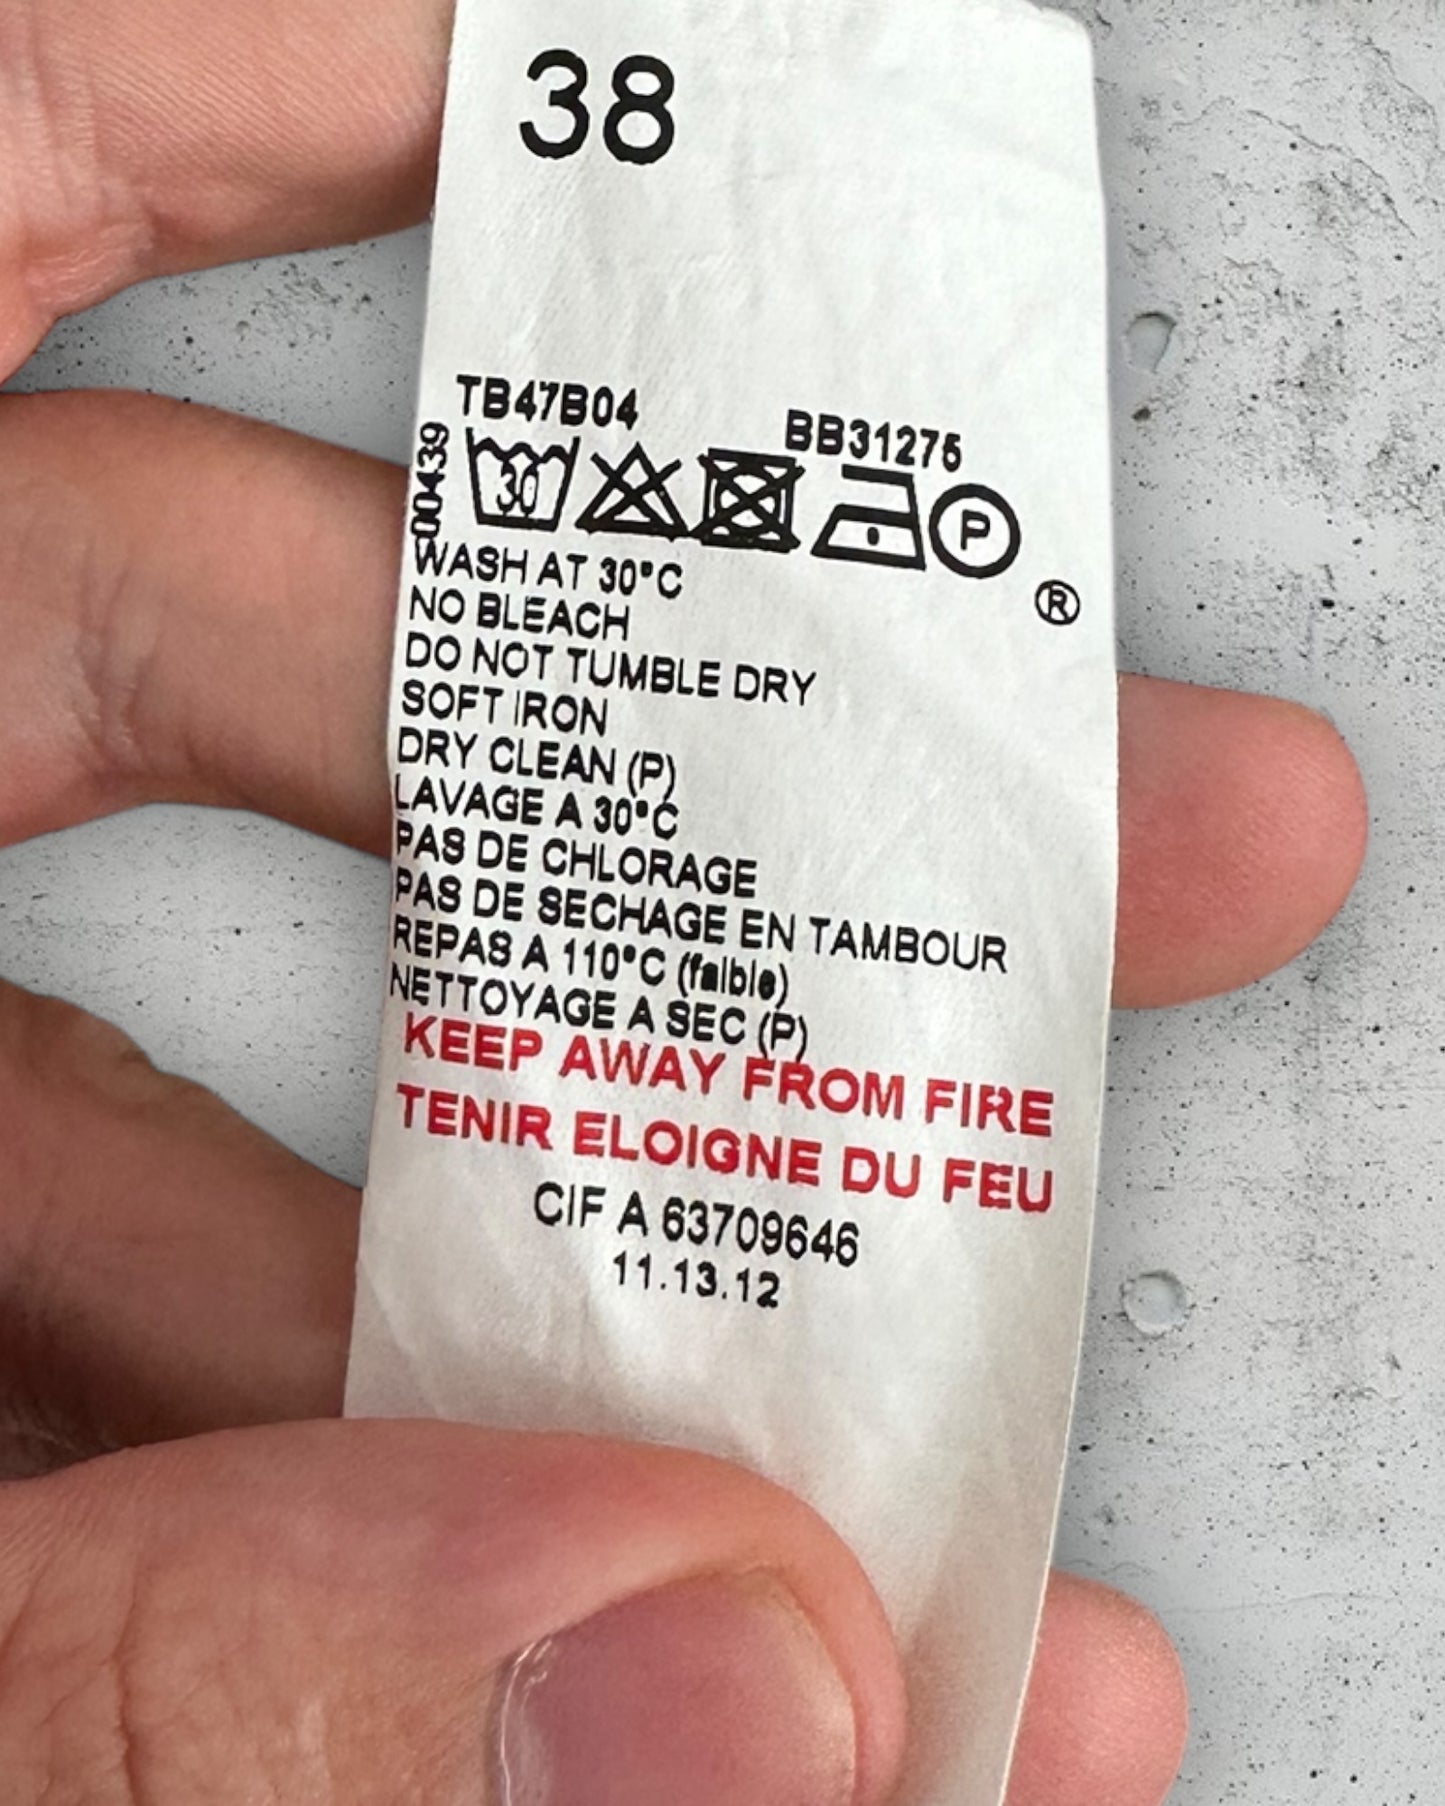 38
TB47B04 BB31275
00439
30 P
®
WASH AT 30°C
NO BLEACH
DO NOT TUMBLE DRY
SOFT IRON
DRY CLEAN (P)
LAVAGE A 30°C
PAS DE CHLORAGE
PAS DE SECHAGE EN TAMBOUR
REPAS A 110°C (faible)
NETTOYAGE A SEC (P)
KEEP AWAY FROM FIRE
TENIR ELOIGNE DU FEU
CIF A 63709646
11.13.12